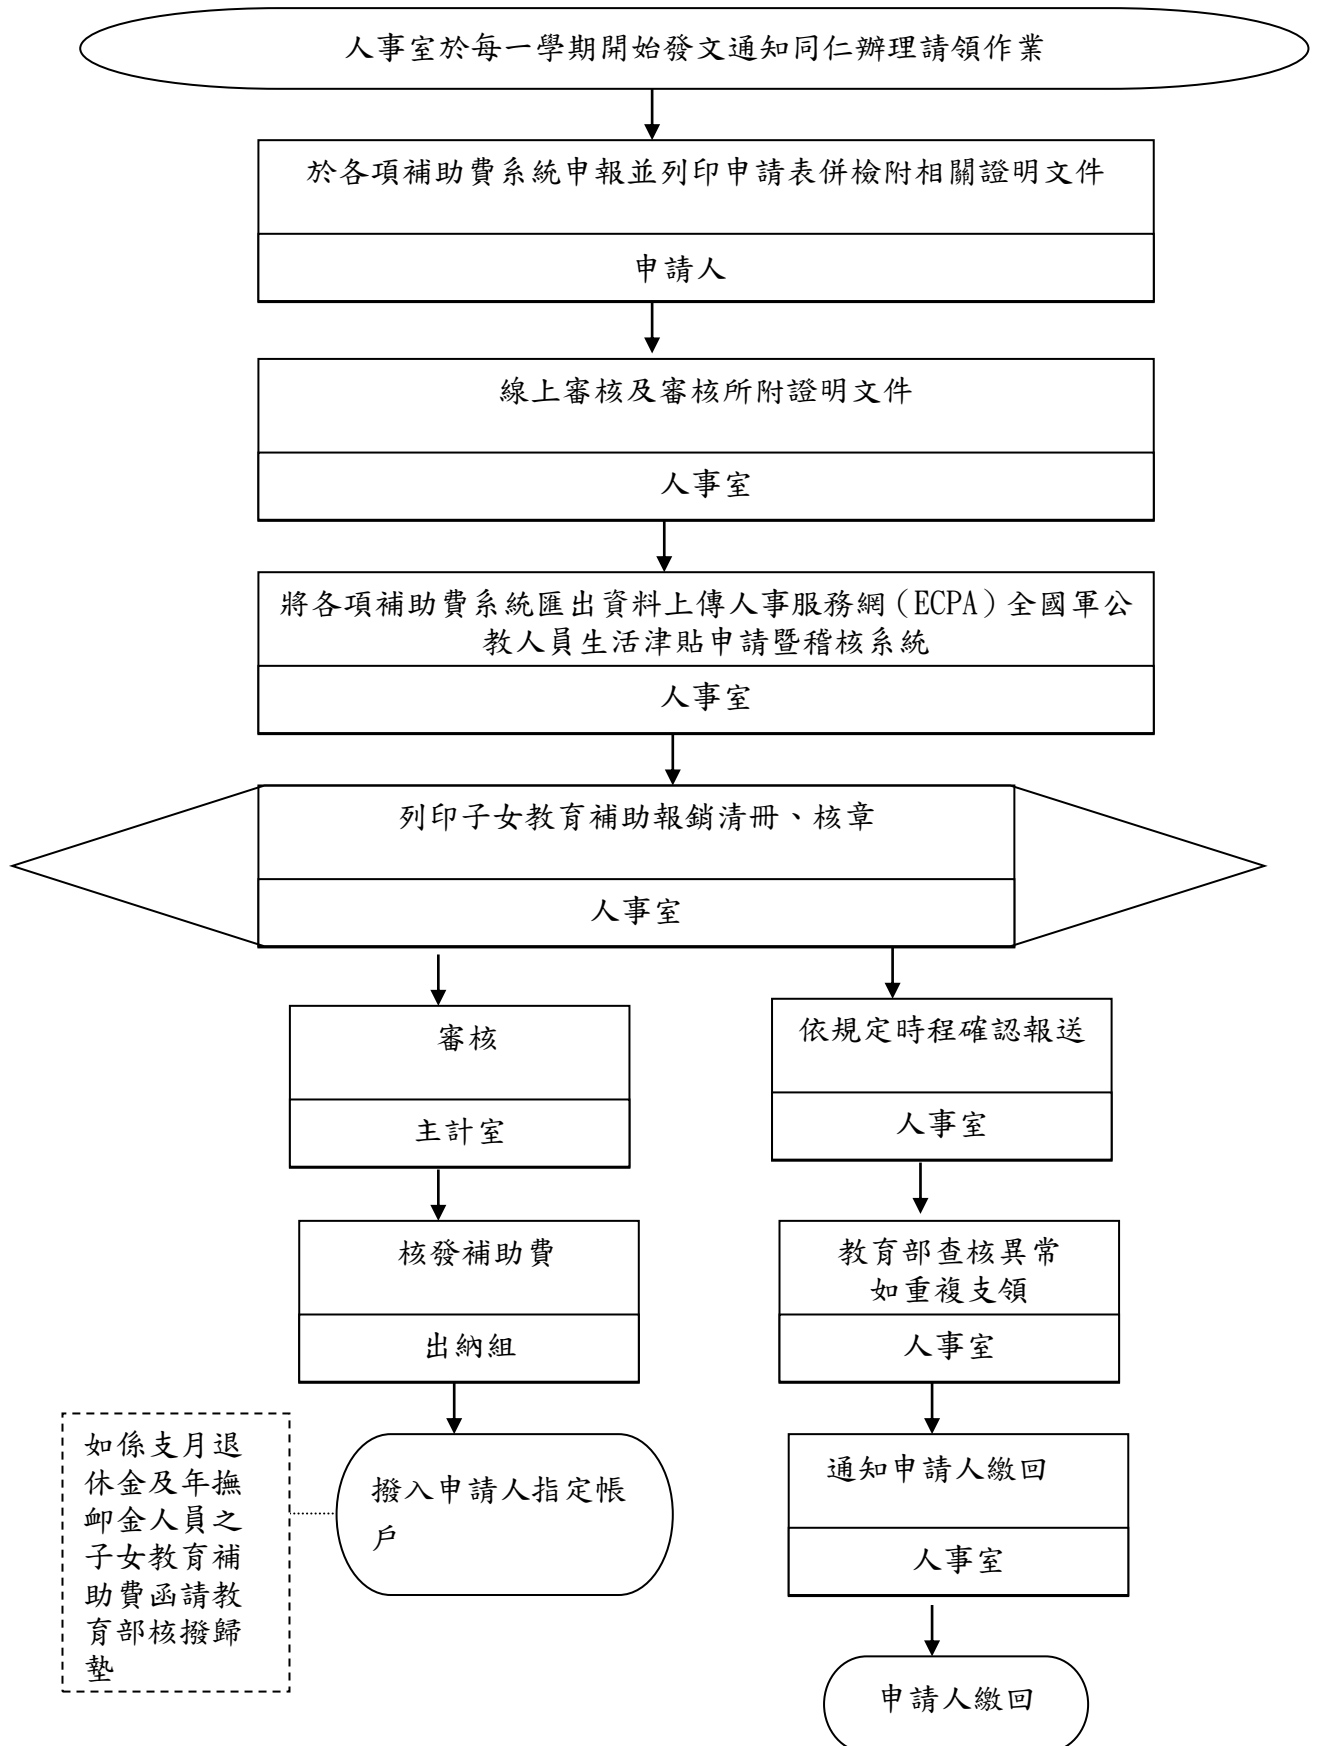 人事室於每一學期開始發文通知同仁辦理請領作業
於各項補助費系統申報並列印申請表併檢附相關證明文件
申請人
線上審核及審核所附證明文件
人事室
將各項補助費系統匯出資料上傳人事服務網（ECPA）全國軍公
教人員生活津貼申請暨稽核系統
人事室
列印子女教育補助報銷清冊、核章
人事室
審核
主計室
核發補助費
出納組
撥入申請人指定帳
戶
如係支月退
休金及年撫
卹金人員之
子女教育補
助費函請教
育部核撥歸
墊
依規定時程確認報送
人事室
教育部查核異常
如重複支領
人事室
通知申請人繳回
人事室
申請人繳回